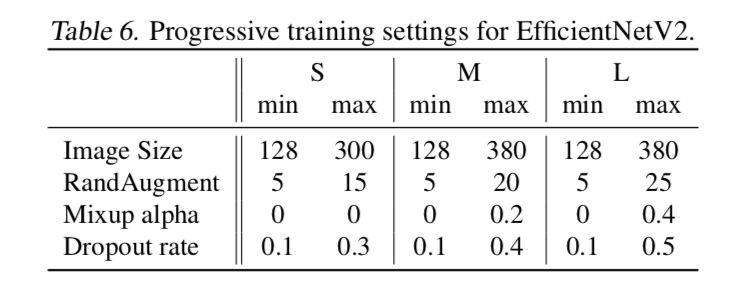 Table 6. Progressive training settings for EfficientNetV2.
S M L
min max min max min max
Image Size 128 300 128 380 128 380
RandAugment 5 15 5 20 5 25
Mixup alpha 0 0 0 0.2 0 0.4
Dropout rate 0.1 0.3 0.1 0.4 0.1 0.5